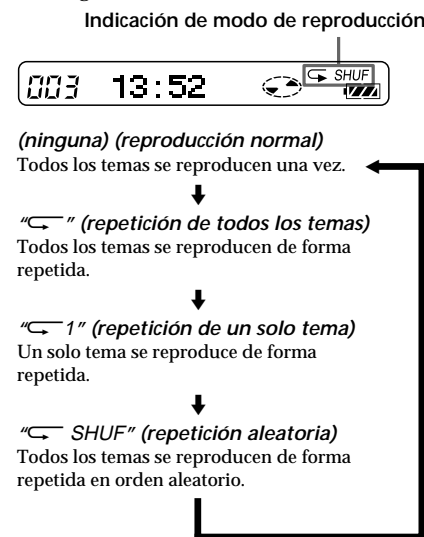 Indicación de modo de reproducción
SHUF
003 13:52
(ninguna) (reproducción normal)
Todos los temas se reproducen una vez.
“ ” (repetición de todos los temas)
Todos los temas se reproducen de forma
repetida.
“ 1” (repetición de un solo tema)
Un solo tema se reproduce de forma
repetida.
“ SHUF” (repetición aleatoria)
Todos los temas se reproducen de forma
repetida en orden aleatorio.